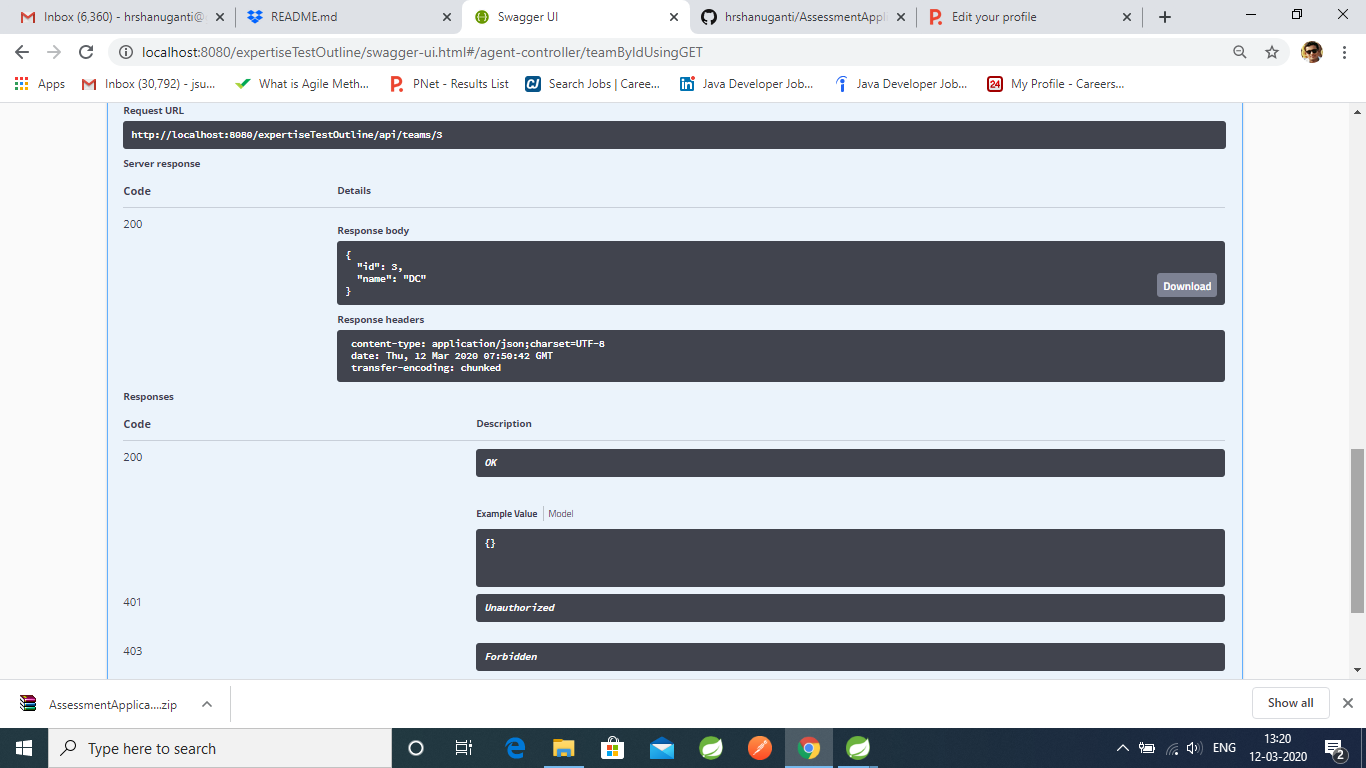 Inbox (6,360) - hrshanuganti@
README.md
Swagger UI
hrshanuganti/AssessmentAppli
Edit your profile
localhost:8080/expertiseTestOutline/swagger-ui.html#/agent-controller/teamByIdUsingGET
Apps
Inbox (30,792) - jsu...
What is Agile Meth...
PNet - Results List
Search Jobs | Caree...
Java Developer Job...
Java Developer Job...
24
My Profile - Careers...
Request URL
http://localhost:8080/expertiseTestOutline/api/teams/3
Server response
Code Details
200
Response body
{
"id": 3,
"name": "DC"
}
Download
Response headers
content-type: application/json;charset=UTF-8
date: Thu, 12 Mar 2020 07:50:42 GMT
transfer-encoding: chunked
Responses
Code Description
200
OK
Example Value Model
{}
401
Unauthorized
403
Forbidden
AssessmentApplica....zip
Show all
Type here to search
ENG
13:20
12-03-2020
2